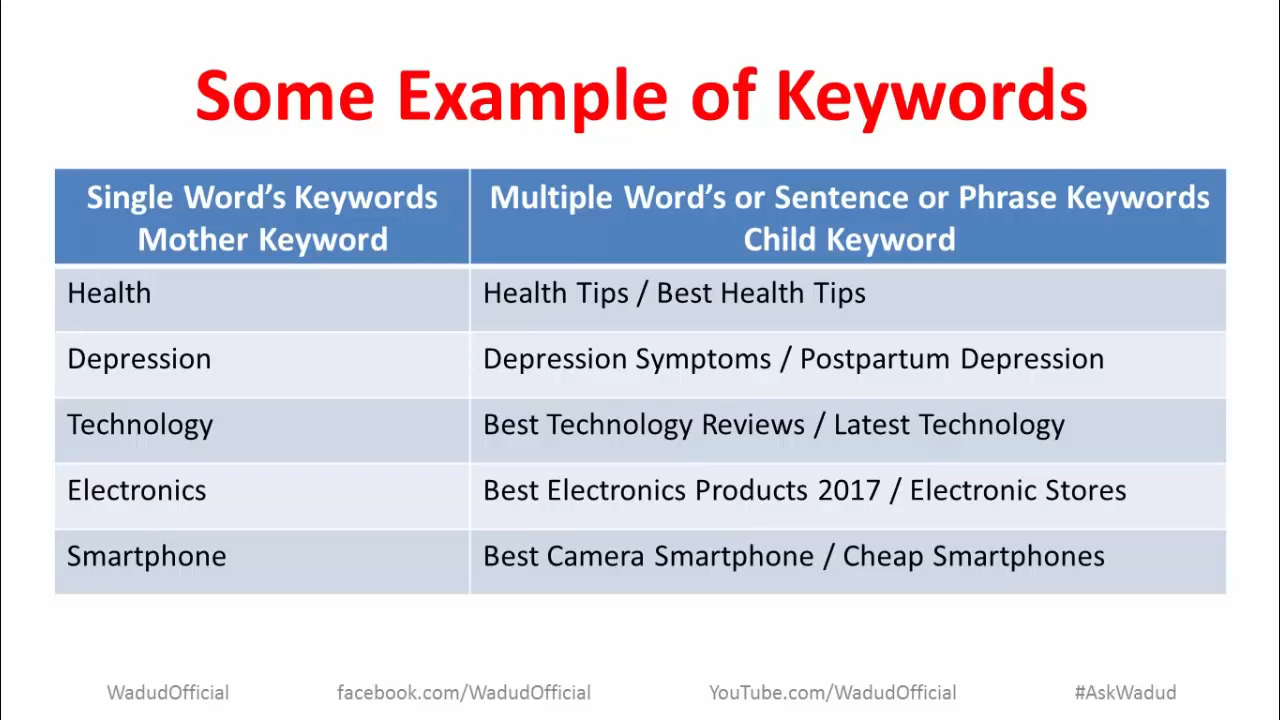 Some Example of Keywords
Single Word’s Keywords
Mother Keyword
Multiple Word’s or Sentence or Phrase Keywords
Child Keyword
Health
Health Tips / Best Health Tips
Depression
Depression Symptoms / Postpartum Depression
Technology
Best Technology Reviews / Latest Technology
Electronics
Best Electronics Products 2017 / Electronic Stores
Smartphone
Best Camera Smartphone / Cheap Smartphones
WadudOfficial
facebook.com/WadudOfficial
YouTube.com/WadudOfficial
#AskWadud